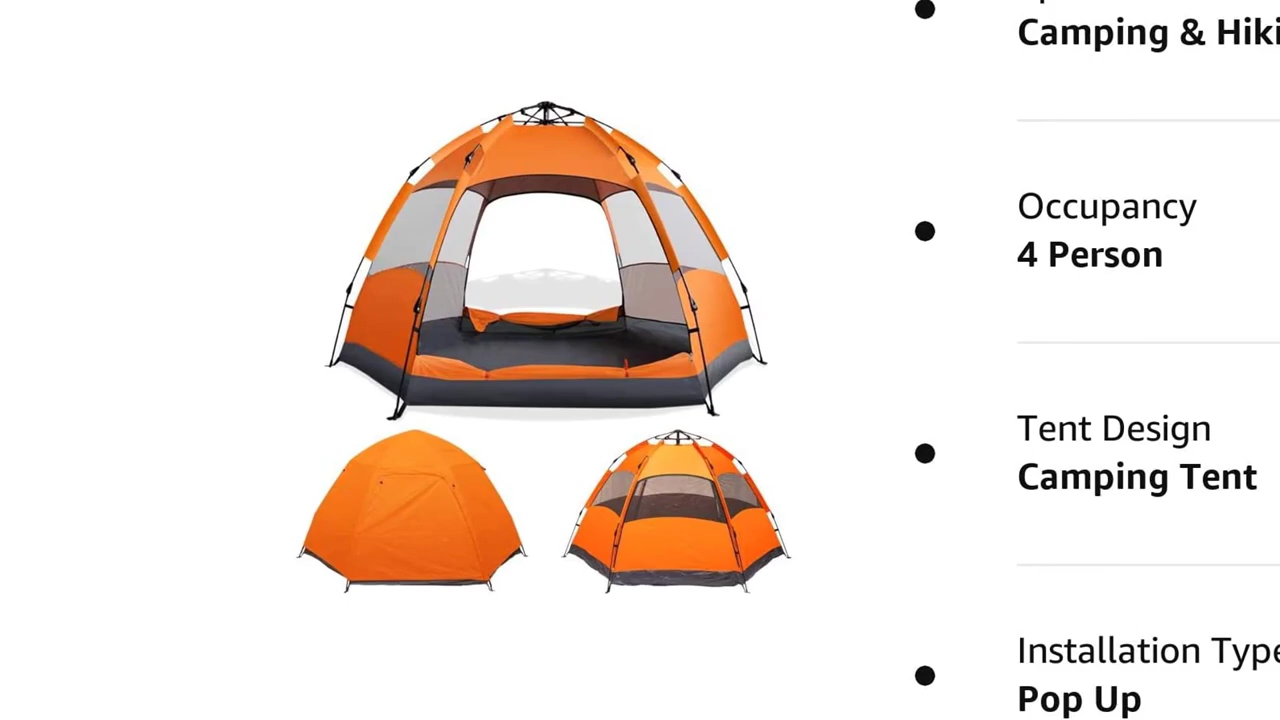 Camping & Hiki
Occupancy
4 Person
Tent Design
Camping Tent
Installation Type
Pop Up